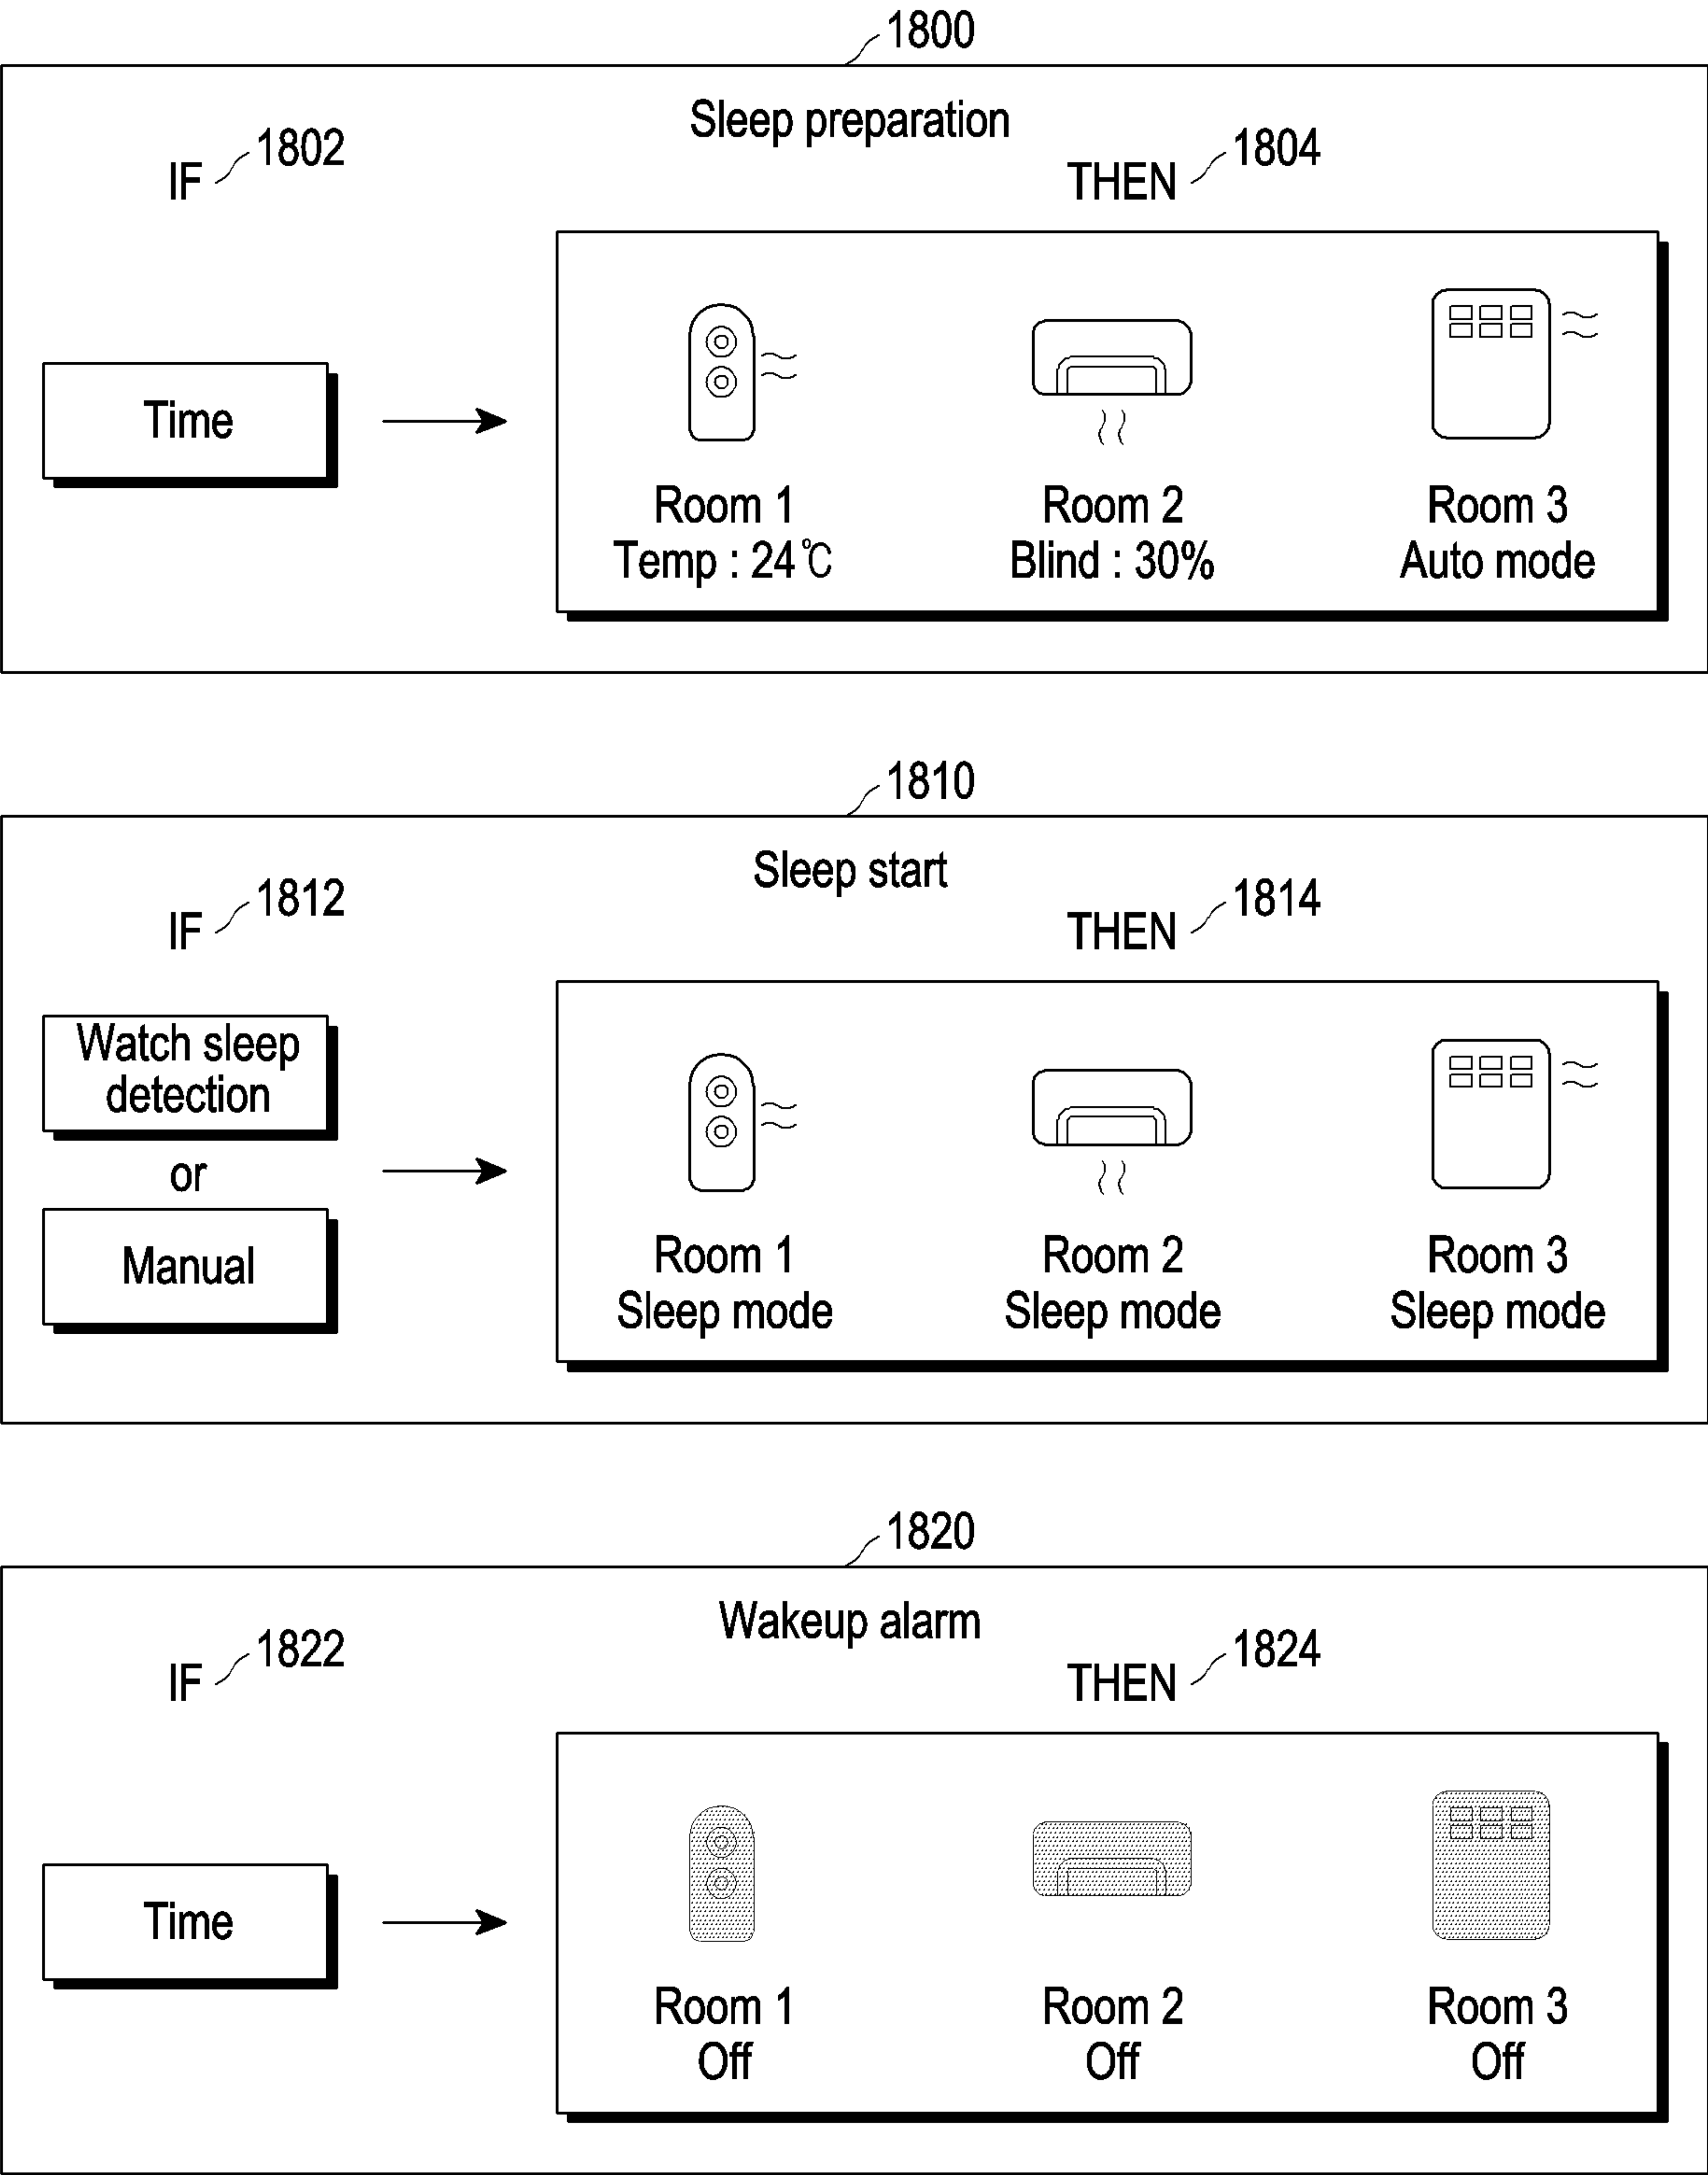 1800
Sleep preparation
IF 1802
THEN 1804
Time
Room 1
Temp : 24℃
Room 2
Blind : 30%
Room 3
Auto mode
1810
Sleep start
IF 1812
THEN 1814
Watch sleep
detection
or
Manual
Room 1
Sleep mode
Room 2
Sleep mode
Room 3
Sleep mode
1820
Wakeup alarm
IF 1822
THEN 1824
Time
Room 1
Off
Room 2
Off
Room 3
Off